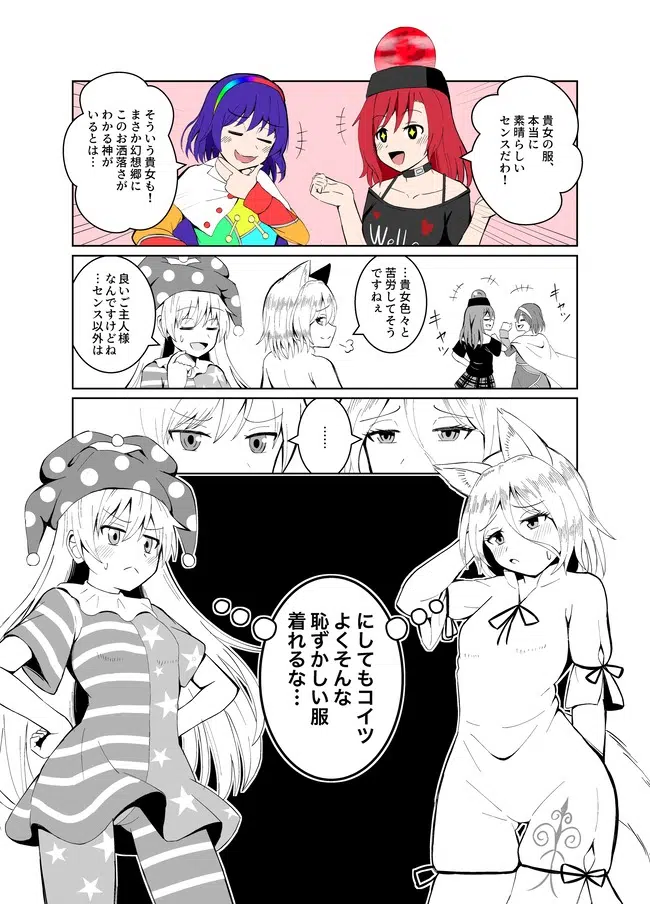 貴女の服、
本当に
素晴らしい
センスだわ！
そういう貴女も！
まさか幻想郷に
このお洒落さが
わかる神が
いるとは…
Welc
キャッ
キャッ
…貴女色々と
苦労してそう
ですねぇ
良いご主人様
なんですけどね
…センス以外は
……
にしてもコイツ
よくそんな
恥ずかしい服
着れるな…